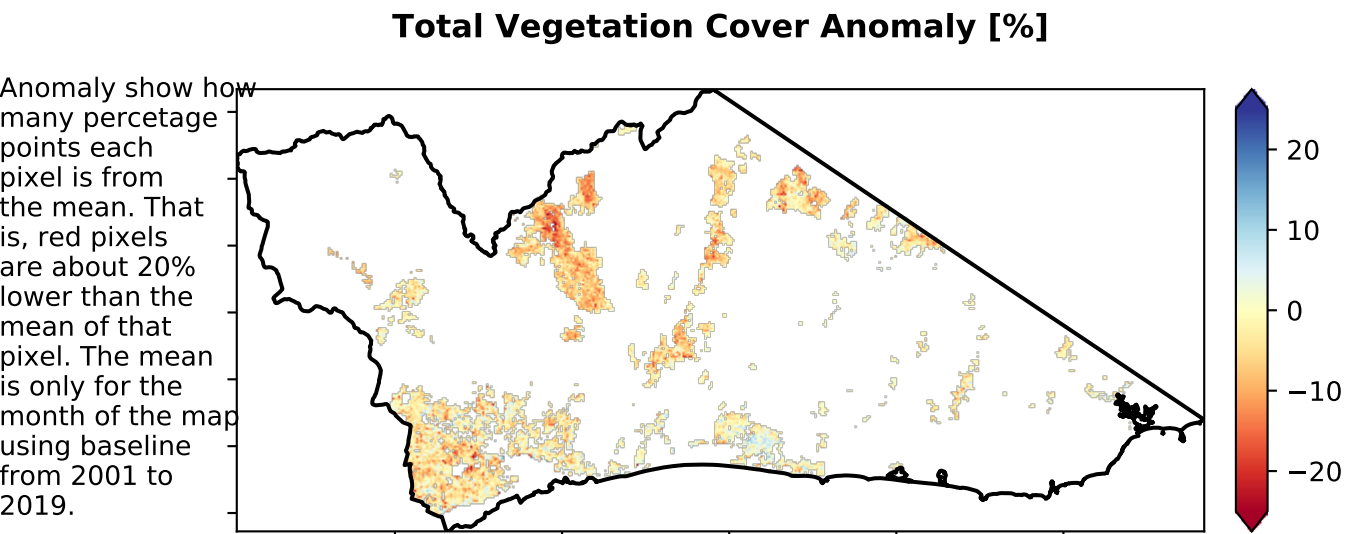 Total Vegetation Cover Anomaly [%]
Anomaly show how
many percetage
points each
pixel is from
the mean. That
is, red pixels
are about 20%
lower than the
mean of that
pixel. The mean
is only for the
month of the map
using baseline
from 2001 to
2019.
20
10
0
−10
−20